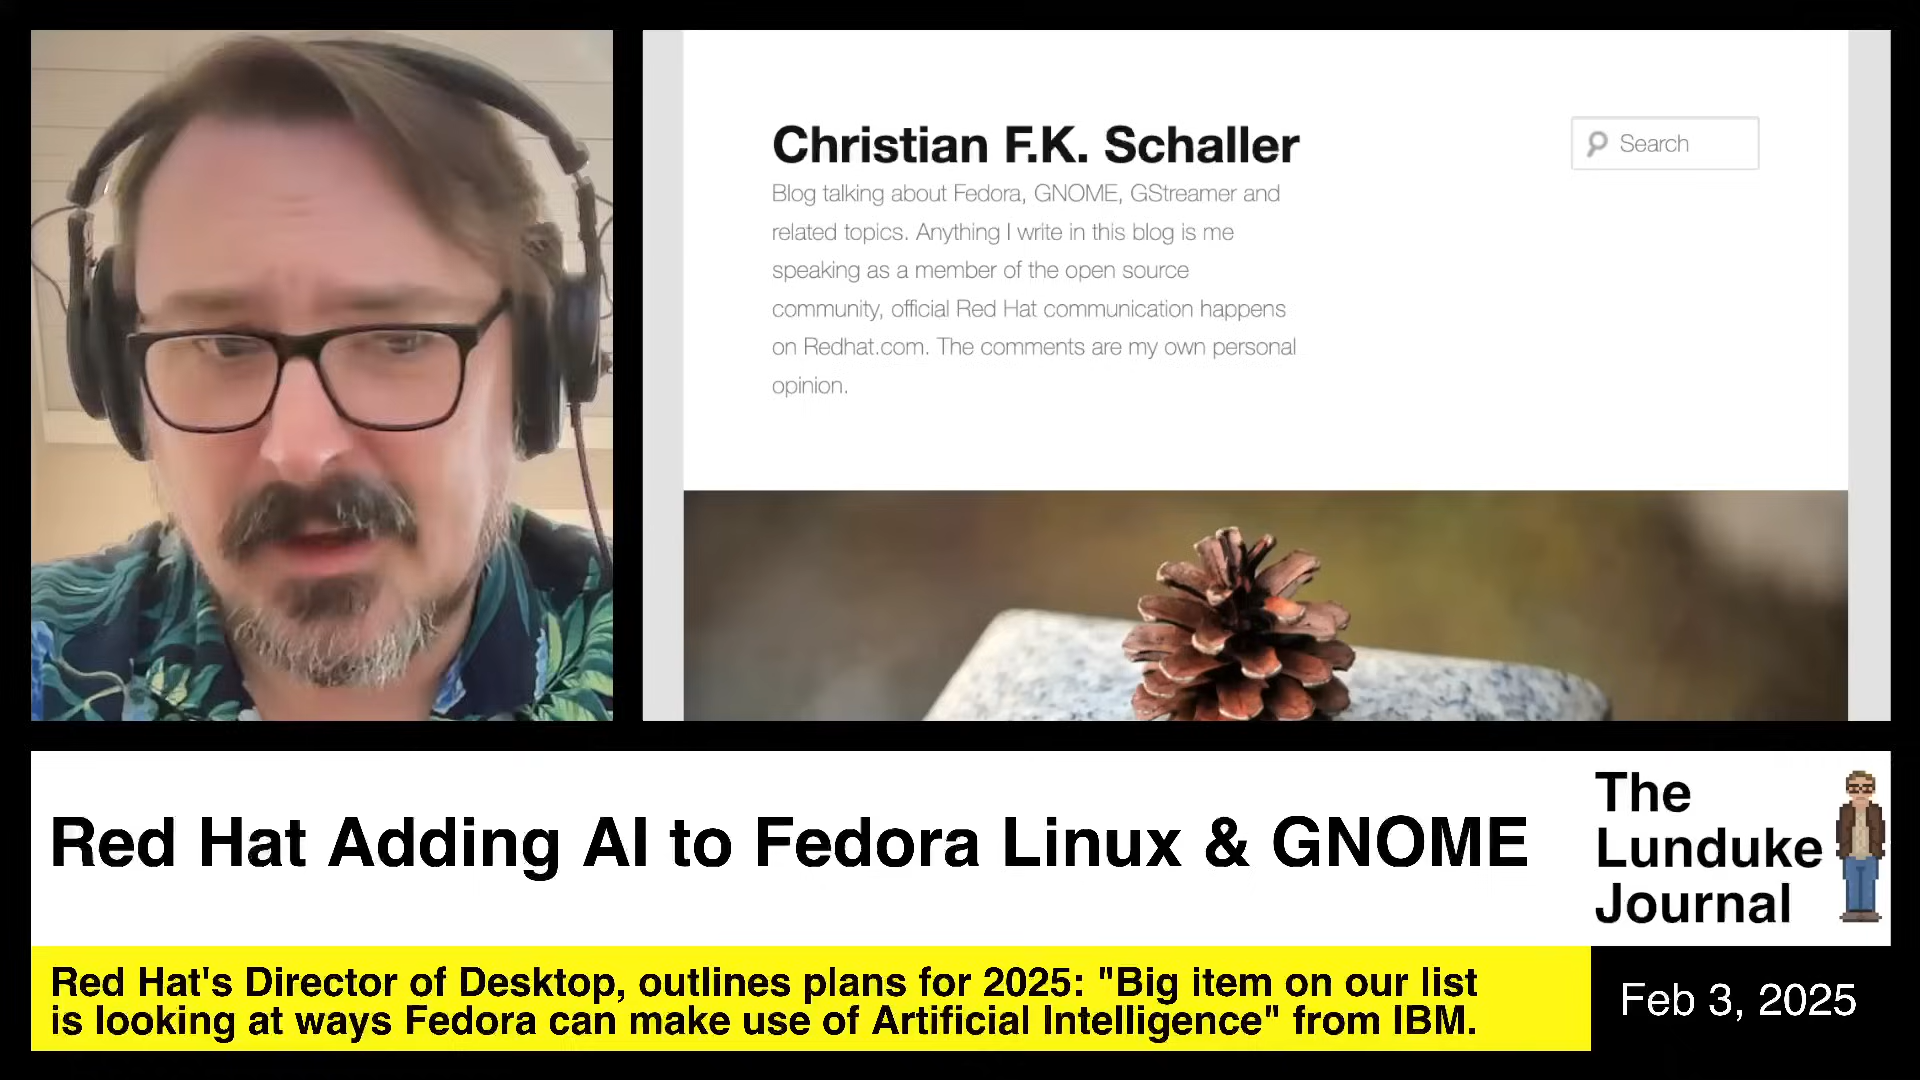 Christian F.K. Schaller
Search
Blog talking about Fedora, GNOME, GStreamer and
related topics. Anything I write in this blog is me
speaking as a member of the open source
community, official Red Hat communication happens
on Redhat.com. The comments are my own personal
opinion.
Red Hat Adding AI to Fedora Linux & GNOME
The
Lunduke
Journal
Red Hat's Director of Desktop, outlines plans for 2025: "Big item on our list
is looking at ways Fedora can make use of Artificial Intelligence" from IBM.
Feb 3, 2025